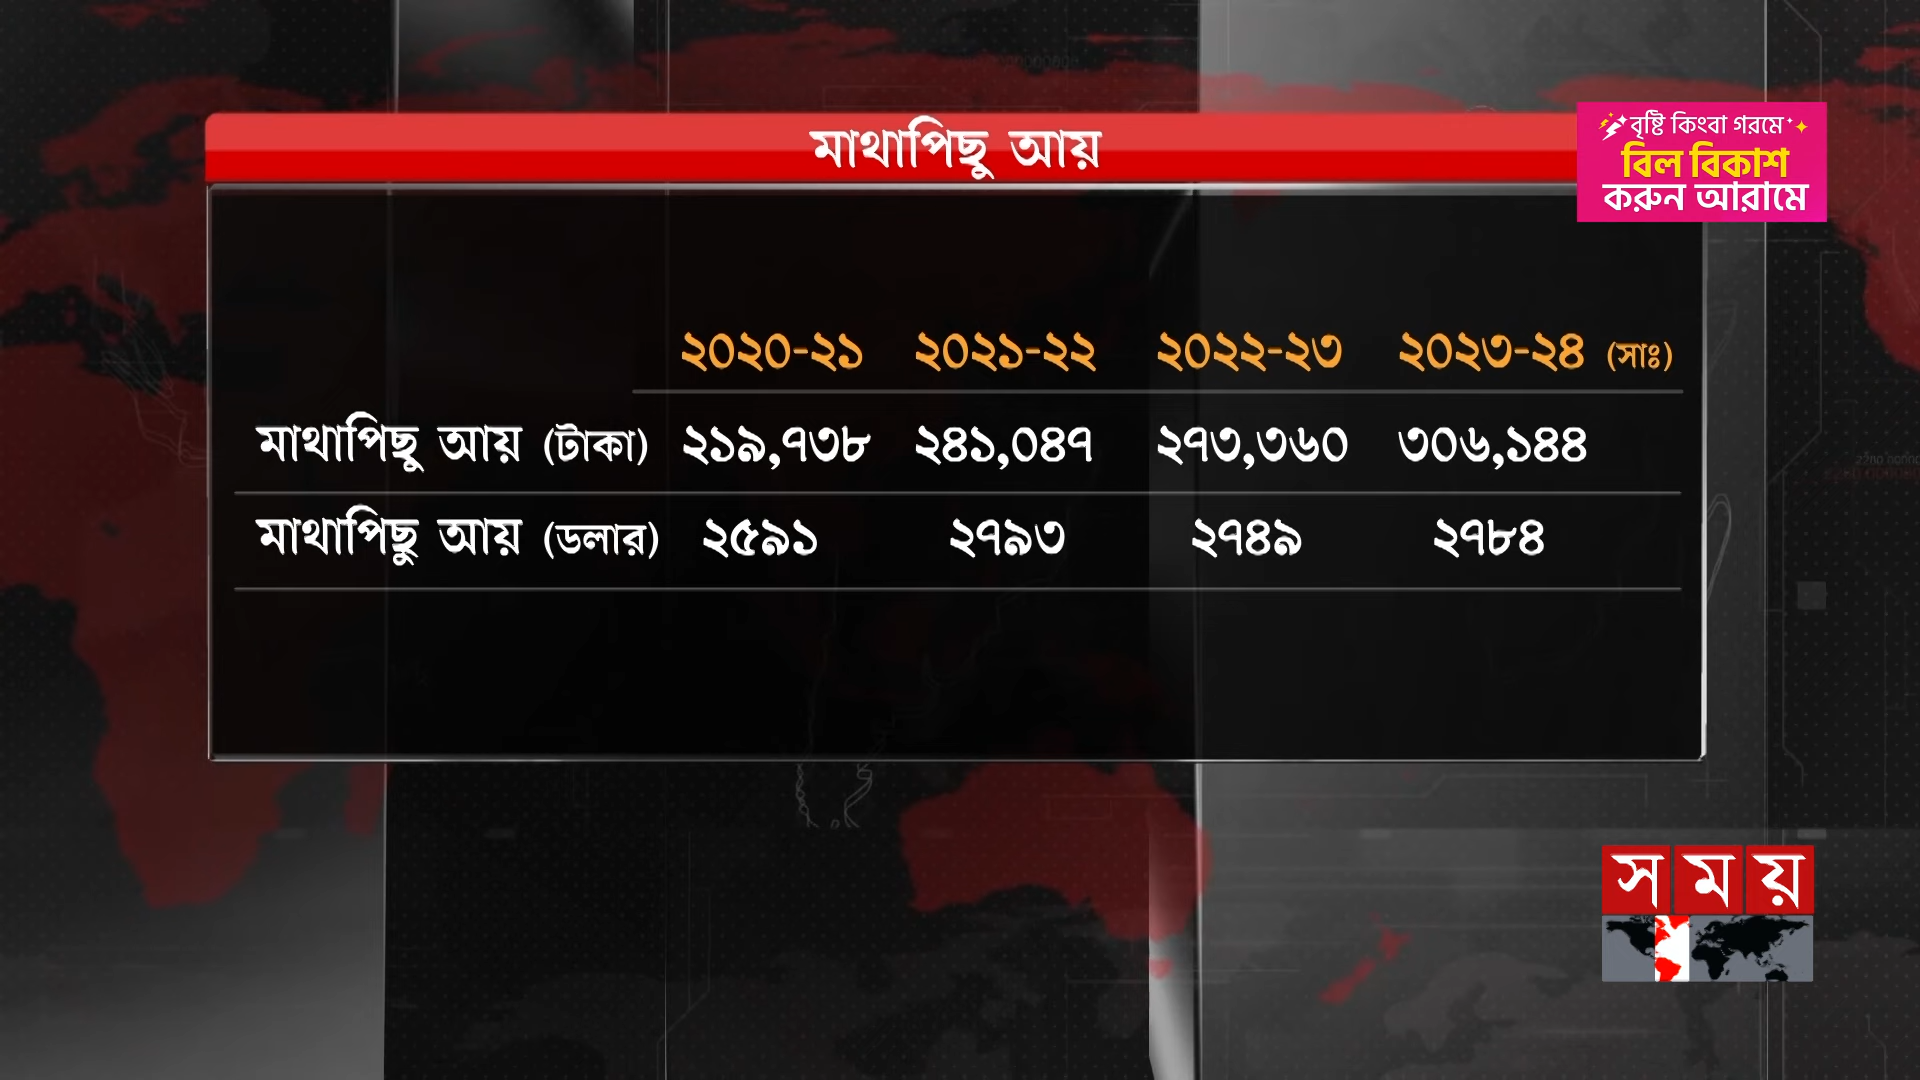 মাথাপিছু আয়
বৃষ্টি কিংবা গরমে
বিল বিকাশ
করুন আরামে
২০২০-২১ ২০২১-২২ ২০২২-২৩ ২০২৩-২৪ (সাঃ)
মাথাপিছু আয় (টাকা) ২১৯,৭৩৮ ২৪১,০৪৭ ২৭৩,৩৬০ ৩০৬,১৪৪
মাথাপিছু আয় (ডলার) ২৫৯১ ২৭৯৩ ২৭৪৯ ২৭৮৪
সময়